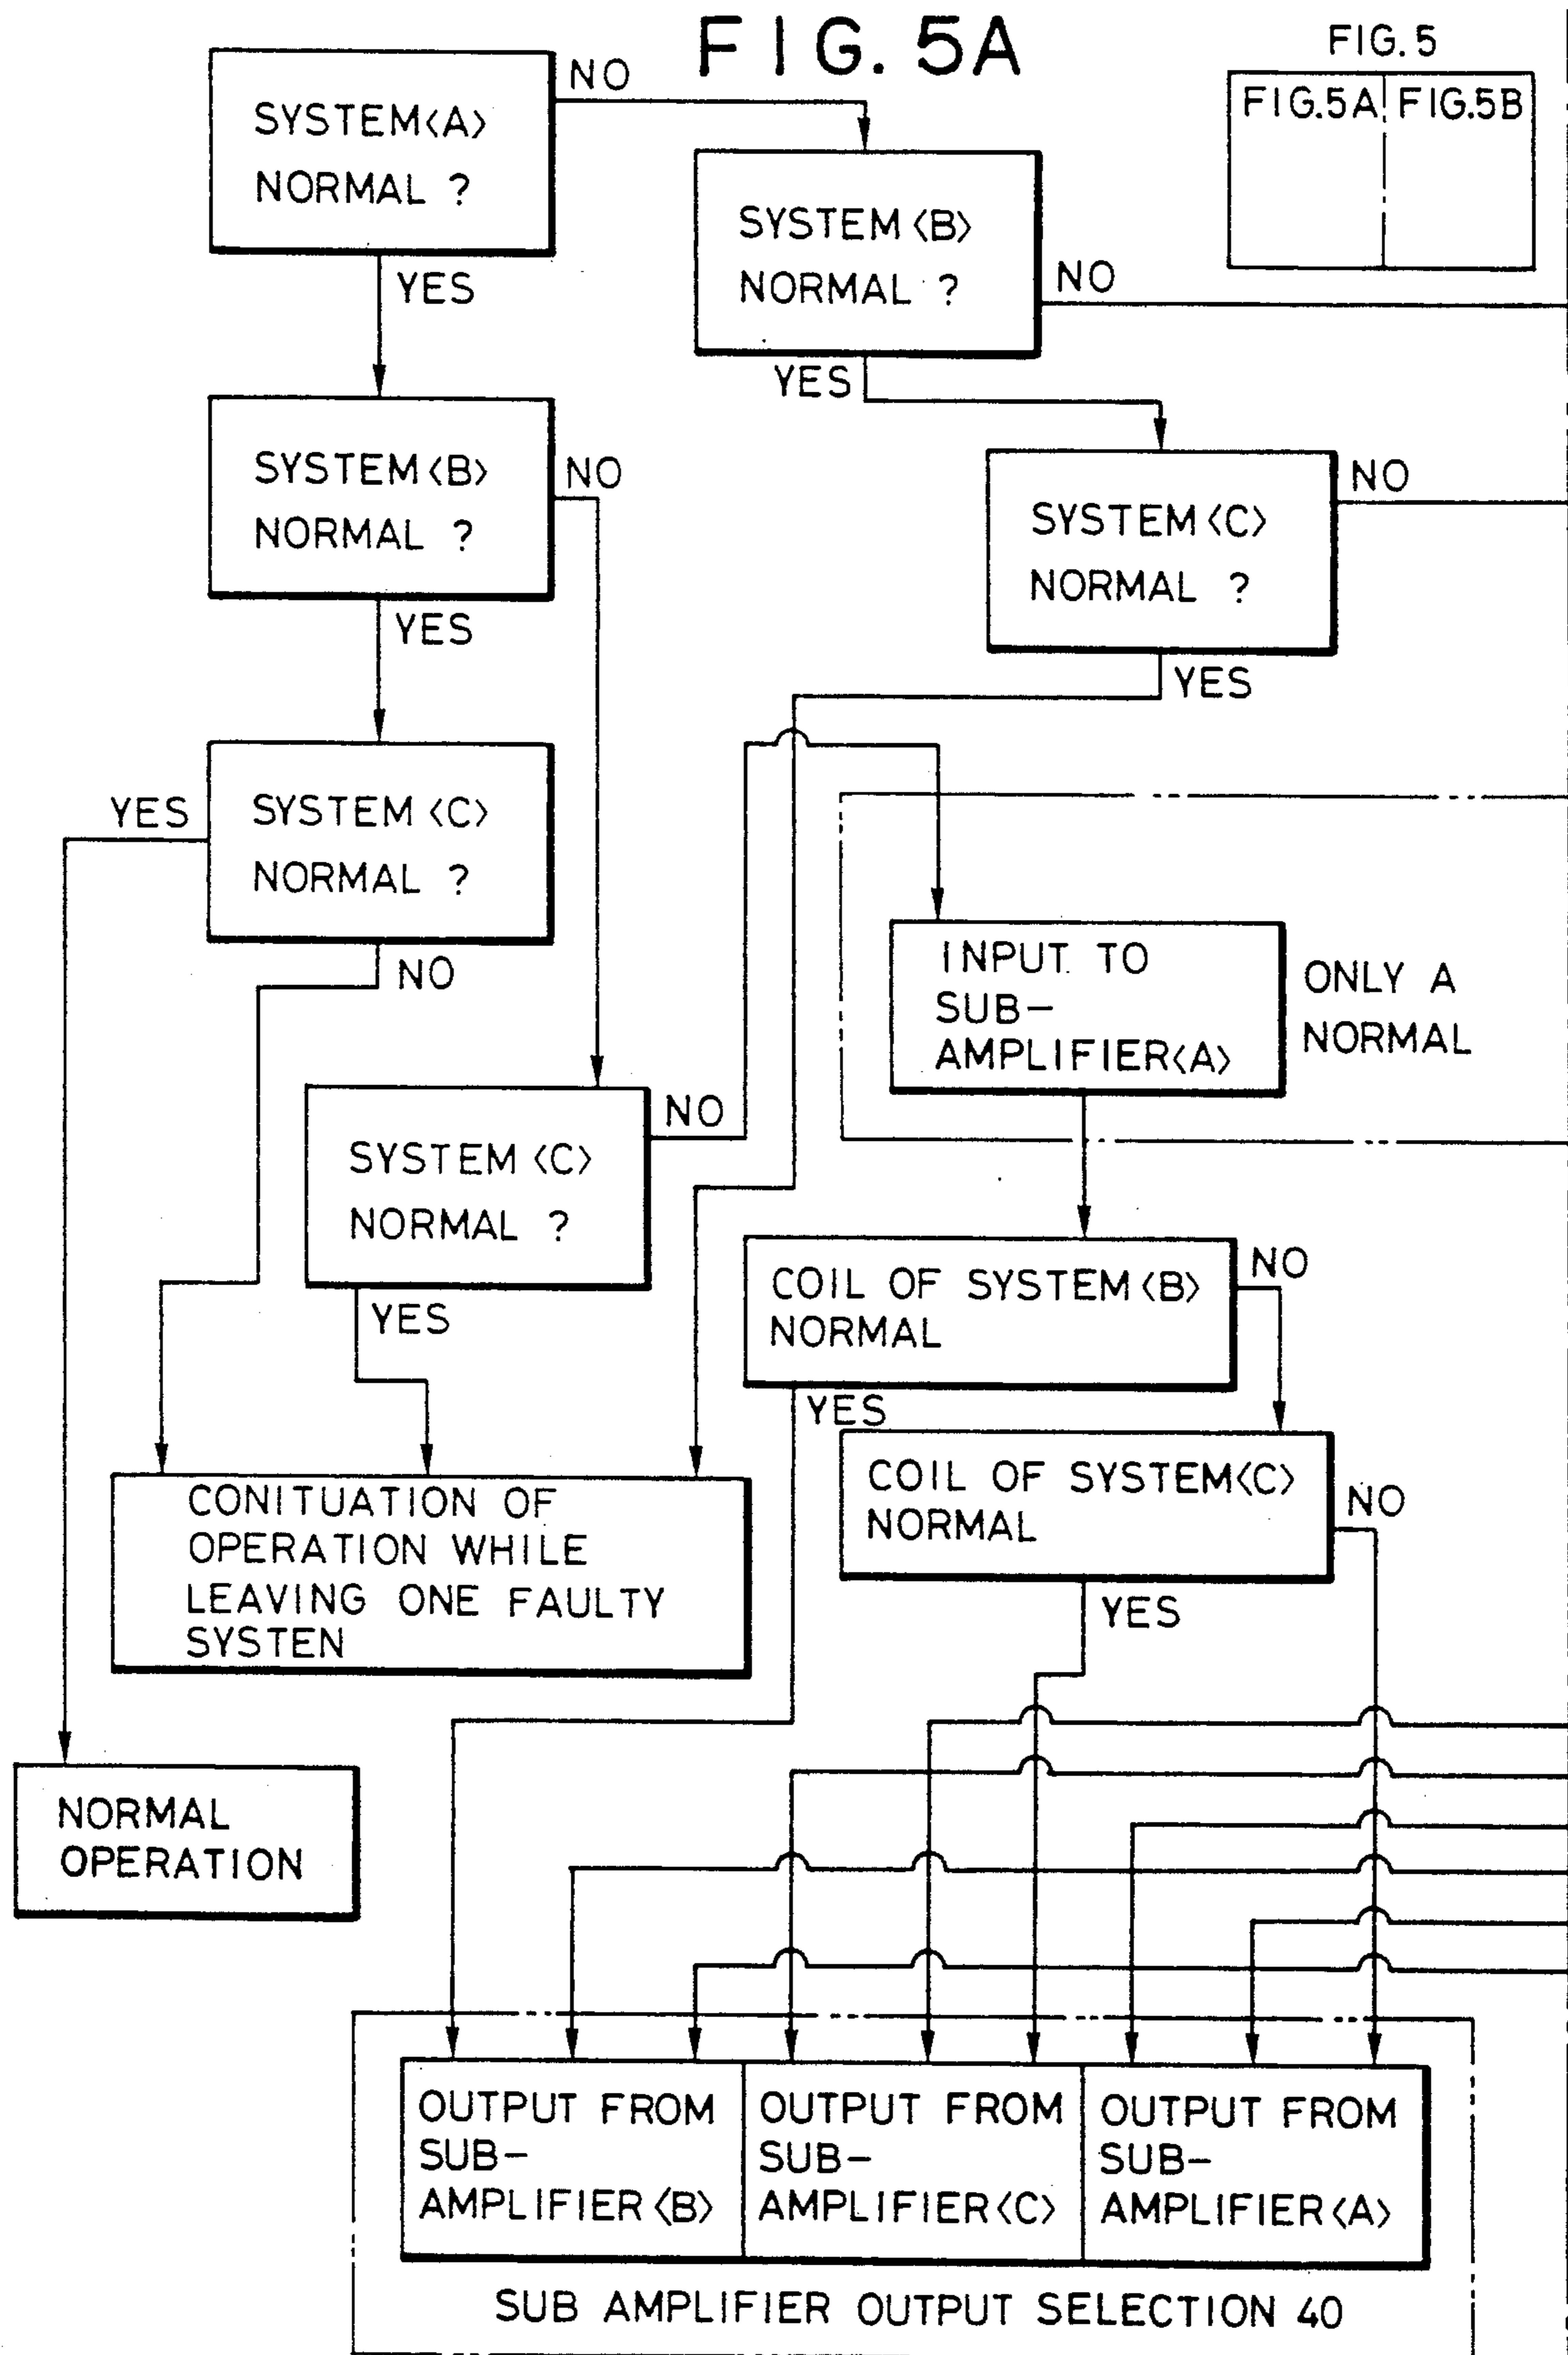 FIG. 5A
FIG. 5
FIG.5A FIG.5B
SYSTEM<A>
NORMAL ?
NO
YES
SYSTEM <B>
NORMAL ?
NO
YES
SYSTEM <B>
NORMAL ?
NO
YES
SYSTEM <C>
NORMAL ?
NO
YES
SYSTEM <C>
NORMAL ?
YES
NO
INPUT TO
SUB-
AMPLIFIER<A>
ONLY A
NORMAL
SYSTEM <C>
NORMAL ?
NO
YES
COIL OF SYSTEM <B>
NORMAL
NO
YES
COIL OF SYSTEM<C>
NORMAL
NO
YES
CONITUATION OF
OPERATION WHILE
LEAVING ONE FAULTY
SYSTEN
NORMAL
OPERATION
OUTPUT FROM
SUB-
AMPLIFIER<B>
OUTPUT FROM
SUB-
AMPLIFIER<C>
OUTPUT FROM
SUB-
AMPLIFIER<A>
SUB AMPLIFIER OUTPUT SELECTION 40